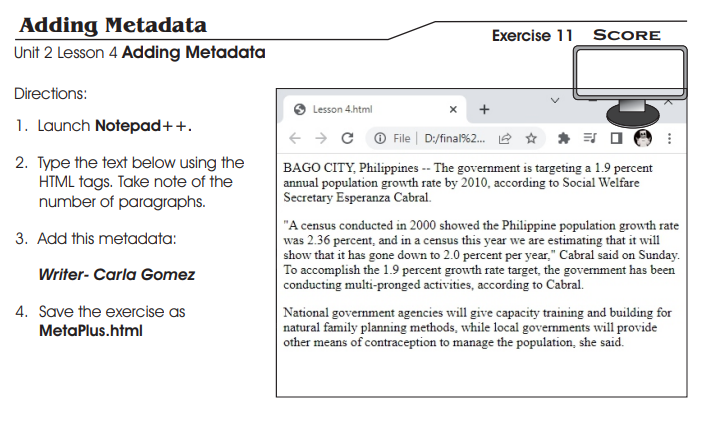 Adding Metadata
Exercise 11 SCORE
Unit 2 Lesson 4 Adding Metadata
Directions:
1. Launch Notepad++.
2. Type the text below using the
HTML tags. Take note of the
number of paragraphs.
3. Add this metadata:
Writer- Carla Gomez
4. Save the exercise as
MetaPlus.html
Lesson 4.html
File | D:/final%2...
BAGO CITY, Philippines -- The government is targeting a 1.9 percent
annual population growth rate by 2010, according to Social Welfare
Secretary Esperanza Cabral.
"A census conducted in 2000 showed the Philippine population growth rate
was 2.36 percent, and in a census this year we are estimating that it will
show that it has gone down to 2.0 percent per year," Cabral said on Sunday.
To accomplish the 1.9 percent growth rate target, the government has been
conducting multi-pronged activities, according to Cabral.
National government agencies will give capacity training and building for
natural family planning methods, while local governments will provide
other means of contraception to manage the population, she said.